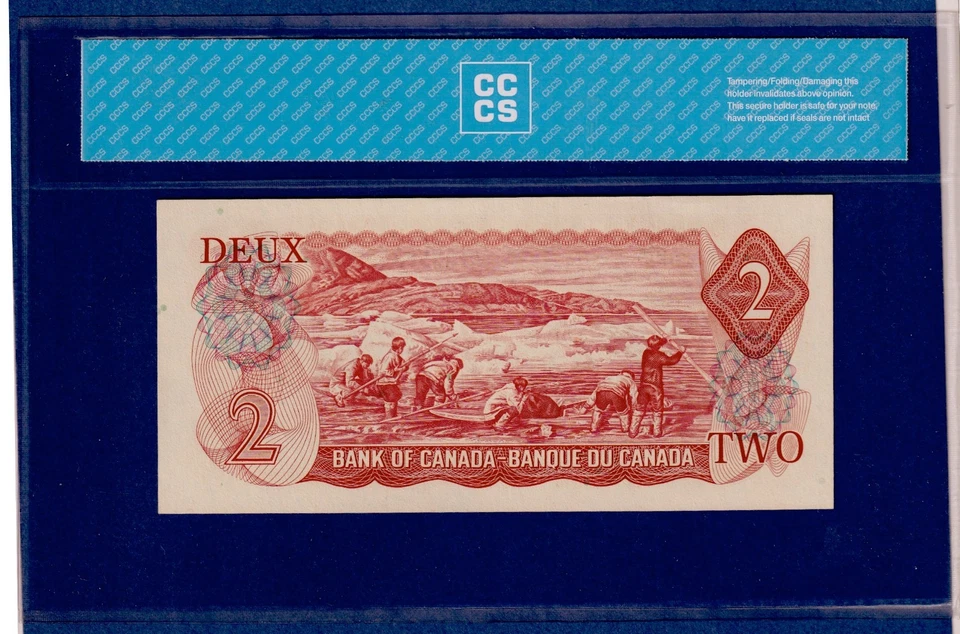 CC
CS
Tampering/Folding/Damaging this
holder invalidates above opinion.
This secure holder is safe for your note,
have it replaced if seals are not intact
DEUX
2
2
TWO
BANK OF CANADA-BANQUE DU CANADA